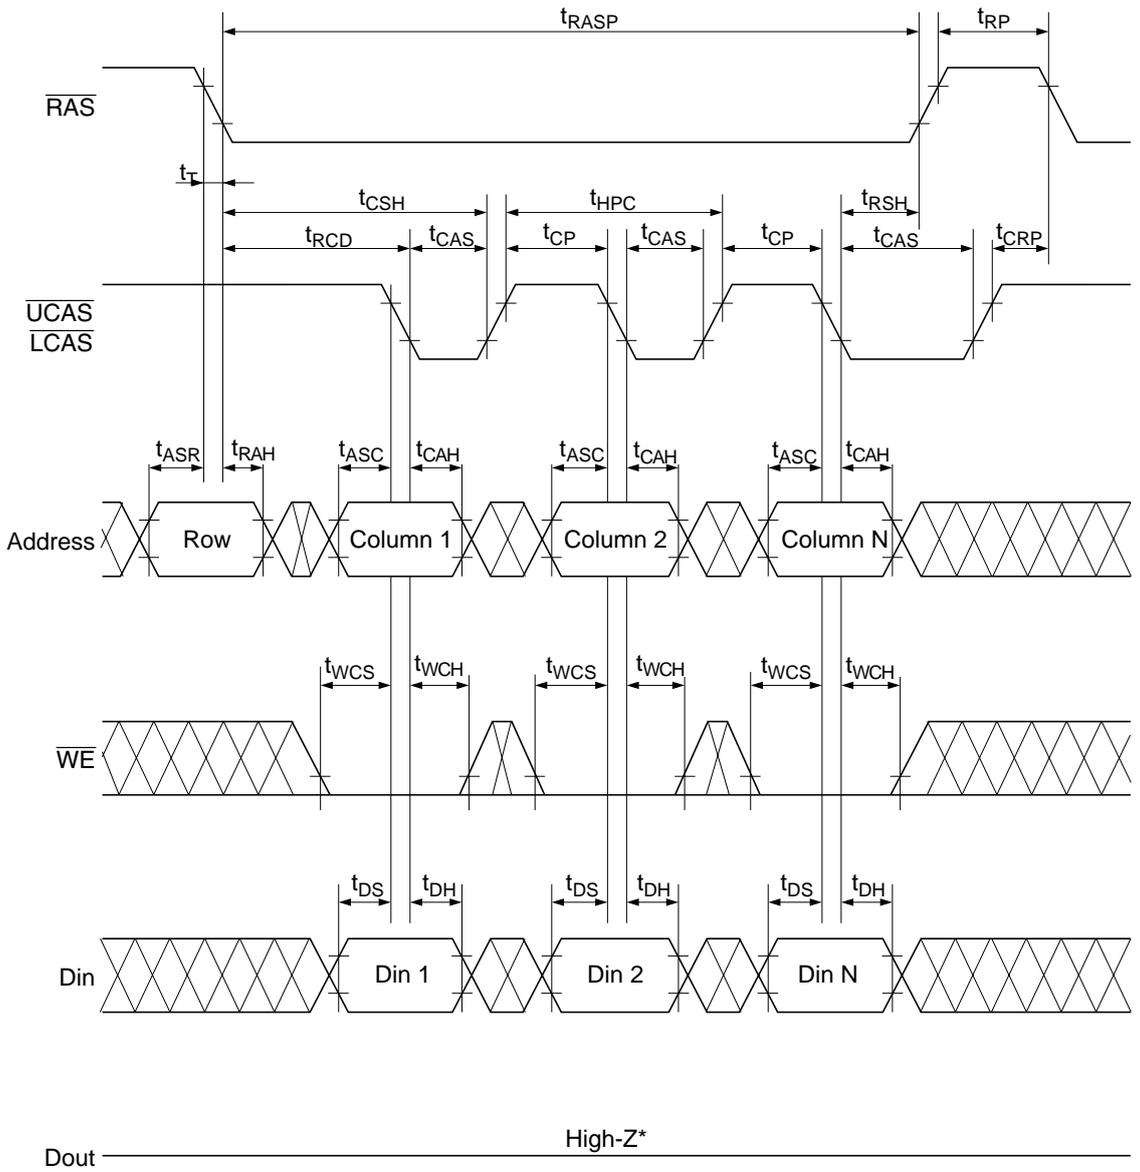 tRASP tRP
RAS
tT
tCSH tHPC tRSH
tRCD tCAS tCP tCAS tCP tCAS tCRP
UCAS
LCAS
tASR tRAH tASC tCAH tASC tCAH tASC tCAH
Address Row Column 1 Column 2 Column N
tWCS tWCH tWCS tWCH tWCS tWCH
WE
tDS tDH tDS tDH tDS tDH
Din Din 1 Din 2 Din N
High-Z*
Dout